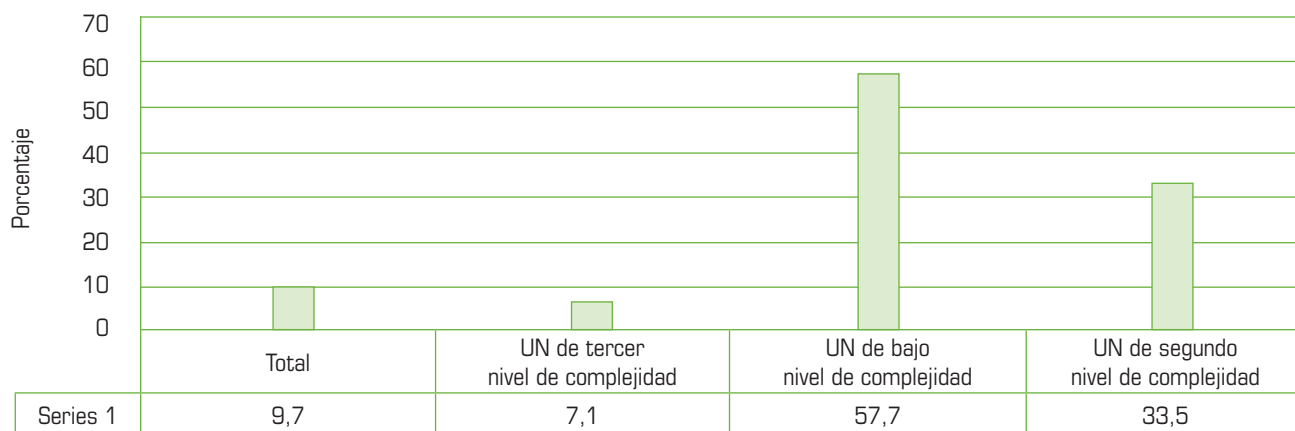 70
60
50
40
30
20
10
0
Porcentaje
Total
UN de tercer
nivel de complejidad
UN de bajo
nivel de complejidad
UN de segundo
nivel de complejidad
Series 1 9,7 7,1 57,7 33,5